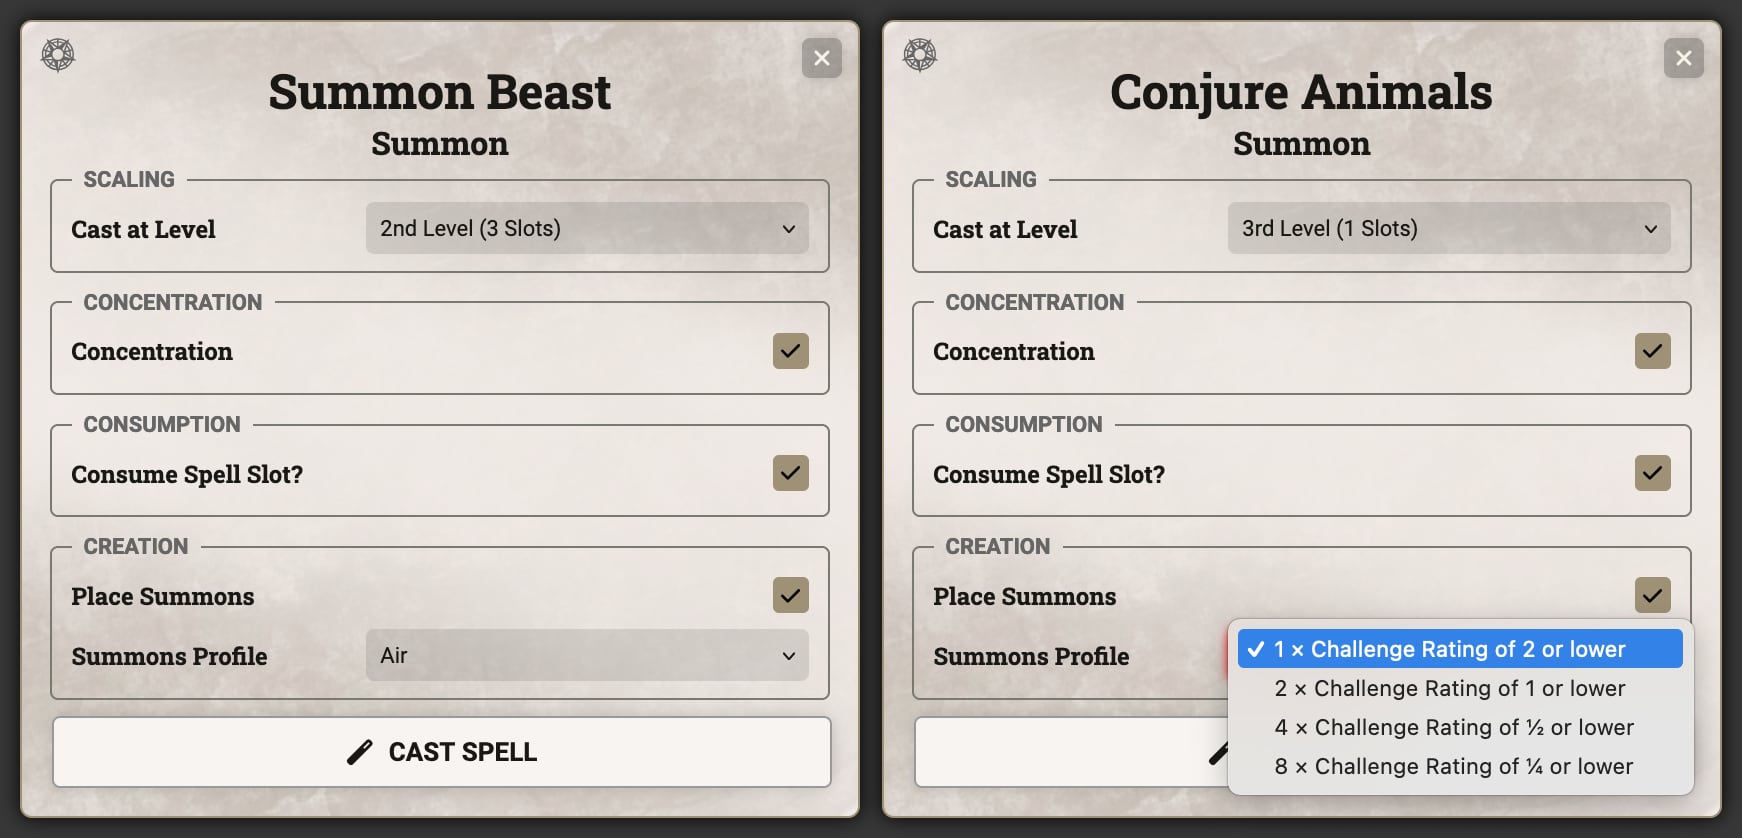 Summon Beast
Summon
SCALING
Cast at Level
2nd Level (3 Slots)
CONCENTRATION
Concentration
CONSUMPTION
Consume Spell Slot?
CREATION
Place Summons
Summons Profile
Air
CAST SPELL
Conjure Animals
Summon
SCALING
Cast at Level
3rd Level (1 Slots)
CONCENTRATION
Concentration
CONSUMPTION
Consume Spell Slot?
CREATION
Place Summons
Summons Profile
1 × Challenge Rating of 2 or lower
2 × Challenge Rating of 1 or lower
4 × Challenge Rating of ½ or lower
8 × Challenge Rating of ¼ or lower